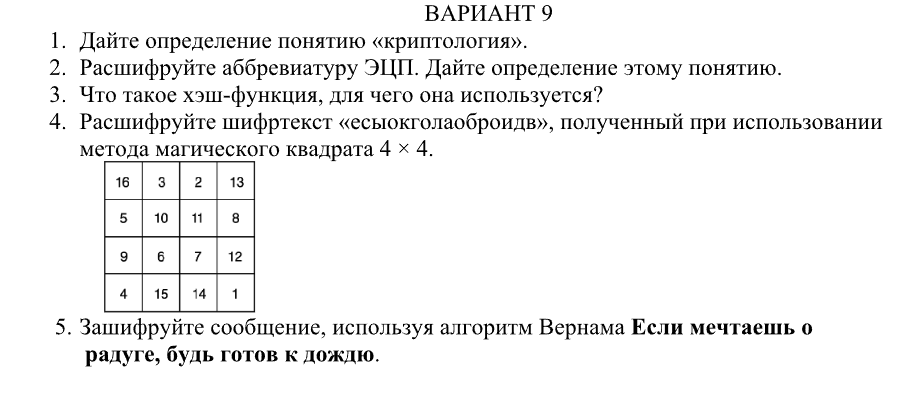 ВАРИАНТ 9
1. Дайте определение понятию «криптология».
2. Расшифруйте аббревиатуру ЭЦП. Дайте определение этому понятию.
3. Что такое хэш-функция, для чего она используется?
4. Расшифруйте шифртекст «есыокголаоброидв», полученный при использовании
метода магического квадрата 4 × 4.
16 3 2 13
5 10 11 8
9 6 7 12
4 15 14 1
5. Зашифруйте сообщение, используя алгоритм Вернама Если мечтаешь о
радуге, будь готов к дождю.